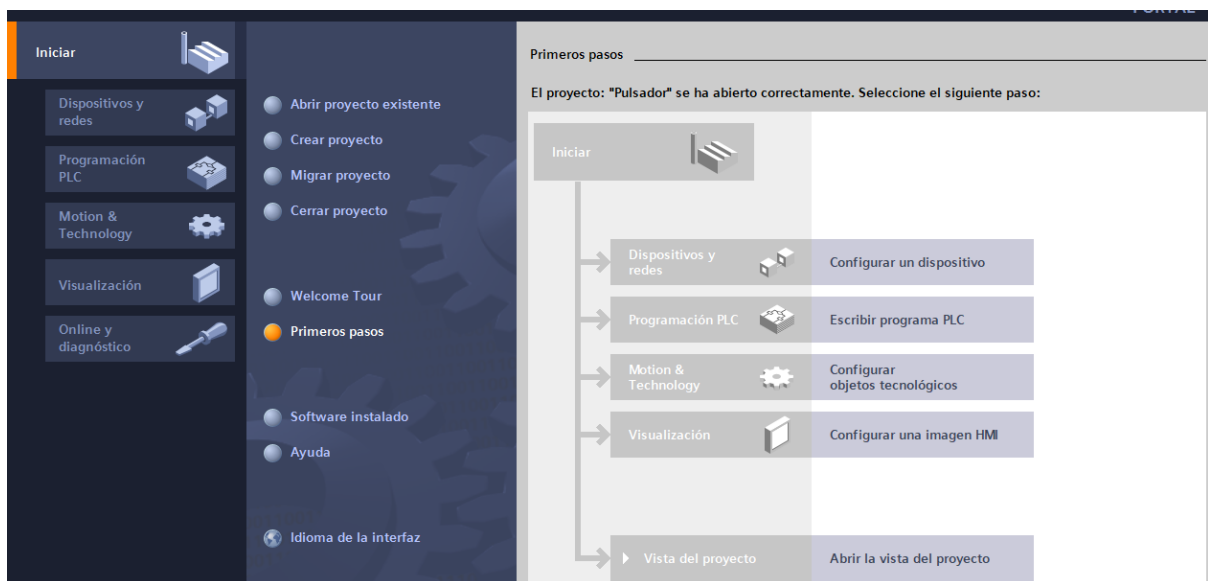 PORTAL
Iniciar
Dispositivos y
redes
Programación
PLC
Motion &
Technology
Visualización
Online y
diagnóstico
Abrir proyecto existente
Crear proyecto
Migrar proyecto
Cerrar proyecto
Welcome Tour
Primeros pasos
Software instalado
Ayuda
Idioma de la interfaz
Primeros pasos
El proyecto: "Pulsador" se ha abierto correctamente. Seleccione el siguiente paso:
Iniciar
Dispositivos y
redes
Configurar un dispositivo
Programación PLC
Escribir programa PLC
Motion &
Technology
Configurar
objetos tecnológicos
Visualización
Configurar una imagen HMI
Vista del proyecto
Abrir la vista del proyecto